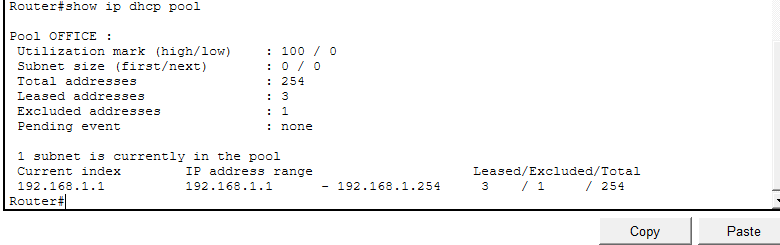 Router#show ip dhcp pool
Pool OFFICE :
Utilization mark (high/low) : 100 / 0
Subnet size (first/next) : 0 / 0
Total addresses : 254
Leased addresses : 3
Excluded addresses : 1
Pending event : none
1 subnet is currently in the pool
Current index IP address range Leased/Excluded/Total
192.168.1.1 192.168.1.1 - 192.168.1.254 3 / 1 / 254
Router#
Copy Paste